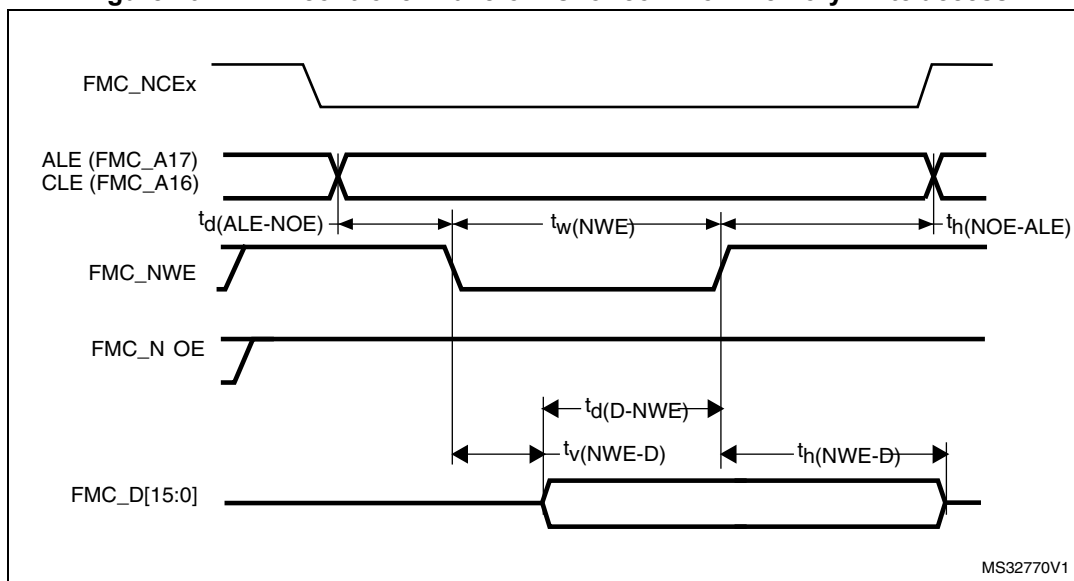 FMC_NCEx
ALE (FMC_A17)
CLE (FMC_A16)
td(ALE-NOE)
tw(NWE)
th(NOE-ALE)
FMC_NWE
FMC_N OE
td(D-NWE)
tv(NWE-D)
th(NWE-D)
FMC_D[15:0]
MS32770V1